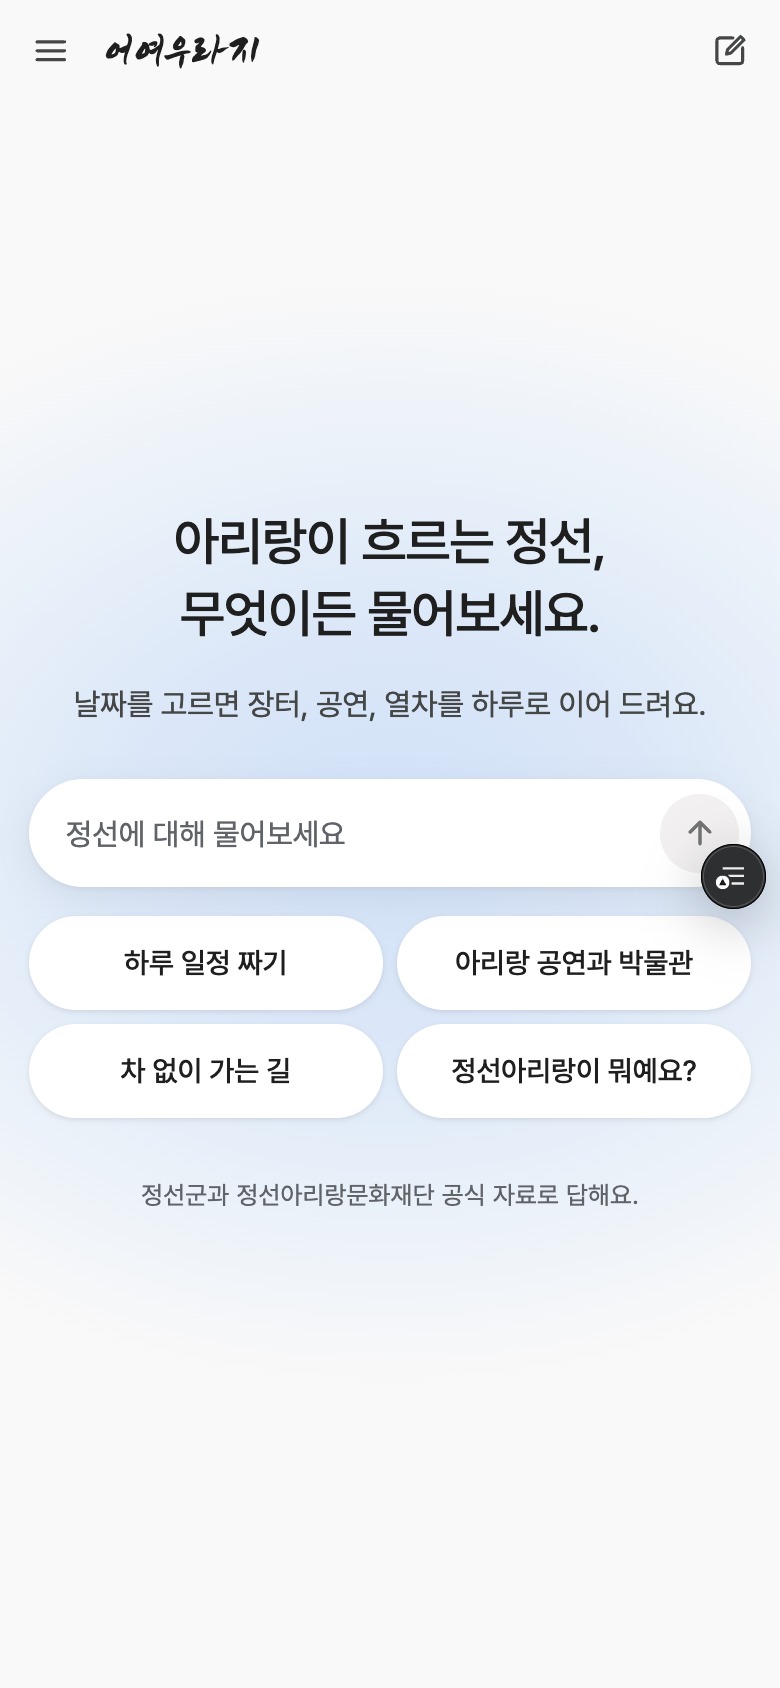 어여우라지
아리랑이 흐르는 정선,
무엇이든 물어보세요.
날짜를 고르면 장터, 공연, 열차를 하루로 이어 드려요.
정선에 대해 물어보세요
하루 일정 짜기
아리랑 공연과 박물관
차 없이 가는 길
정선아리랑이 뭐예요?
정선군과 정선아리랑문화재단 공식 자료로 답해요.